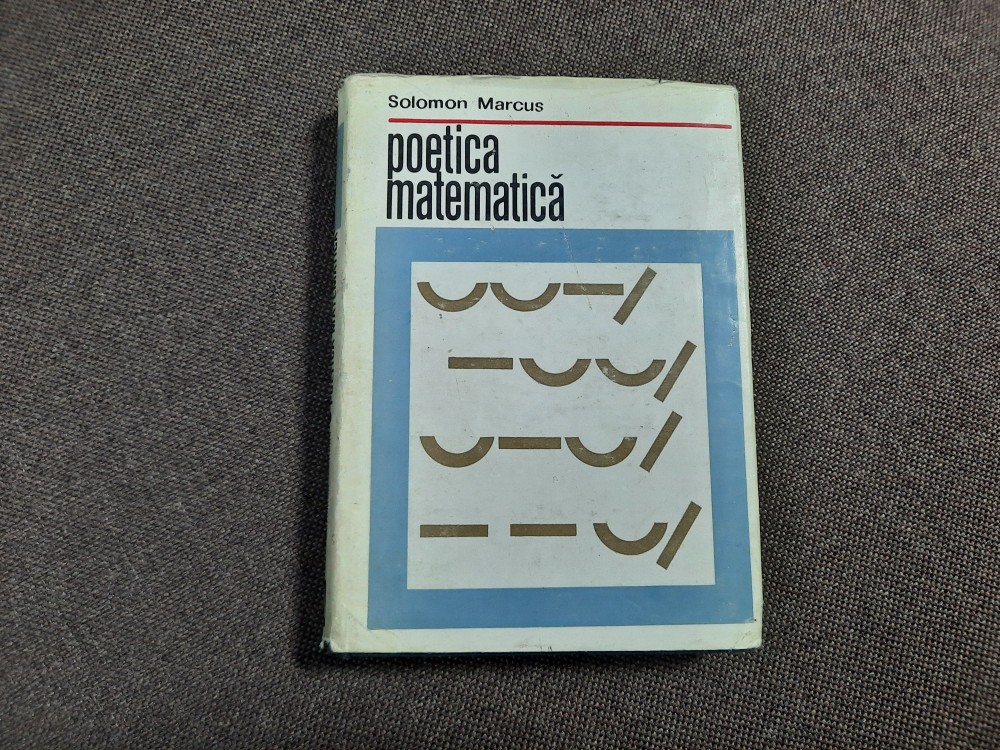 Solomon Marcus
poetica
matematică